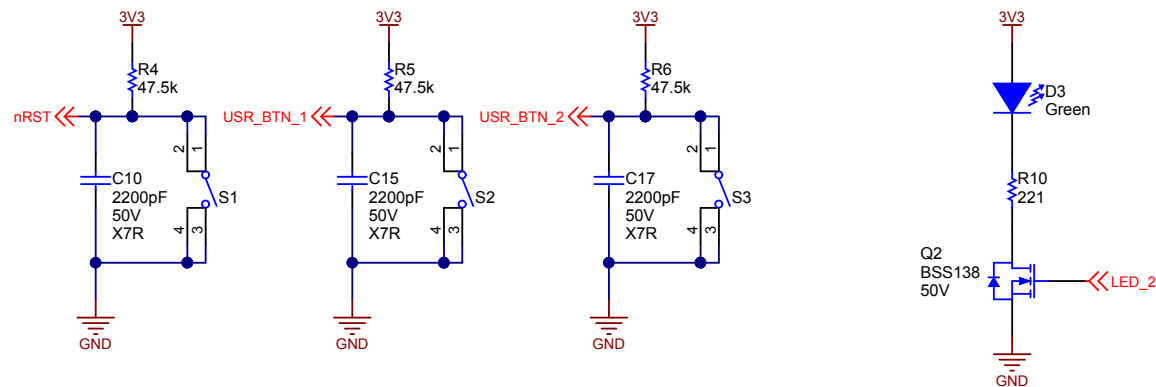 3V3
R4
47.5k
nRST
2
1
C10
2200pF
50V
X7R
S1
4
3
GND
3V3
R5
47.5k
USR_BTN_1
2
1
C15
2200pF
50V
X7R
S2
4
3
GND
3V3
R6
47.5k
USR_BTN_2
2
1
C17
2200pF
50V
X7R
S3
4
3
GND
3V3
D3
Green
R10
221
Q2
BSS138
50V
LED_2
GND